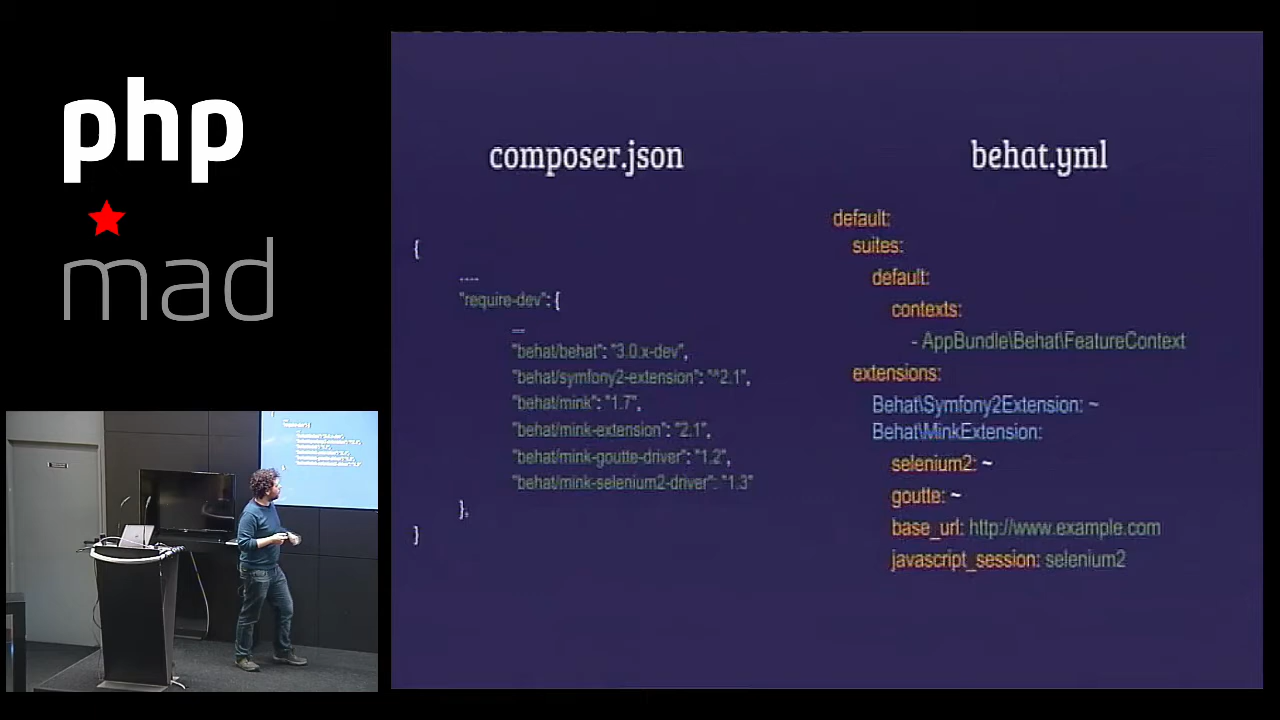 php
mad
composer.json
{
....
"require-dev": {
...
"behat/behat": "3.0.x-dev",
"behat/symfony2-extension": "^2.1",
"behat/mink": "1.7",
"behat/mink-extension": "2.1",
"behat/mink-goutte-driver": "1.2",
"behat/mink-selenium2-driver": "1.3"
},
}
behat.yml
default:
suites:
default:
contexts:
- AppBundle\Behat\FeatureContext
extensions:
Behat\Symfony2Extension: ~
Behat\MinkExtension:
selenium2: ~
goutte: ~
base_url: http://www.example.com
javascript_session: selenium2